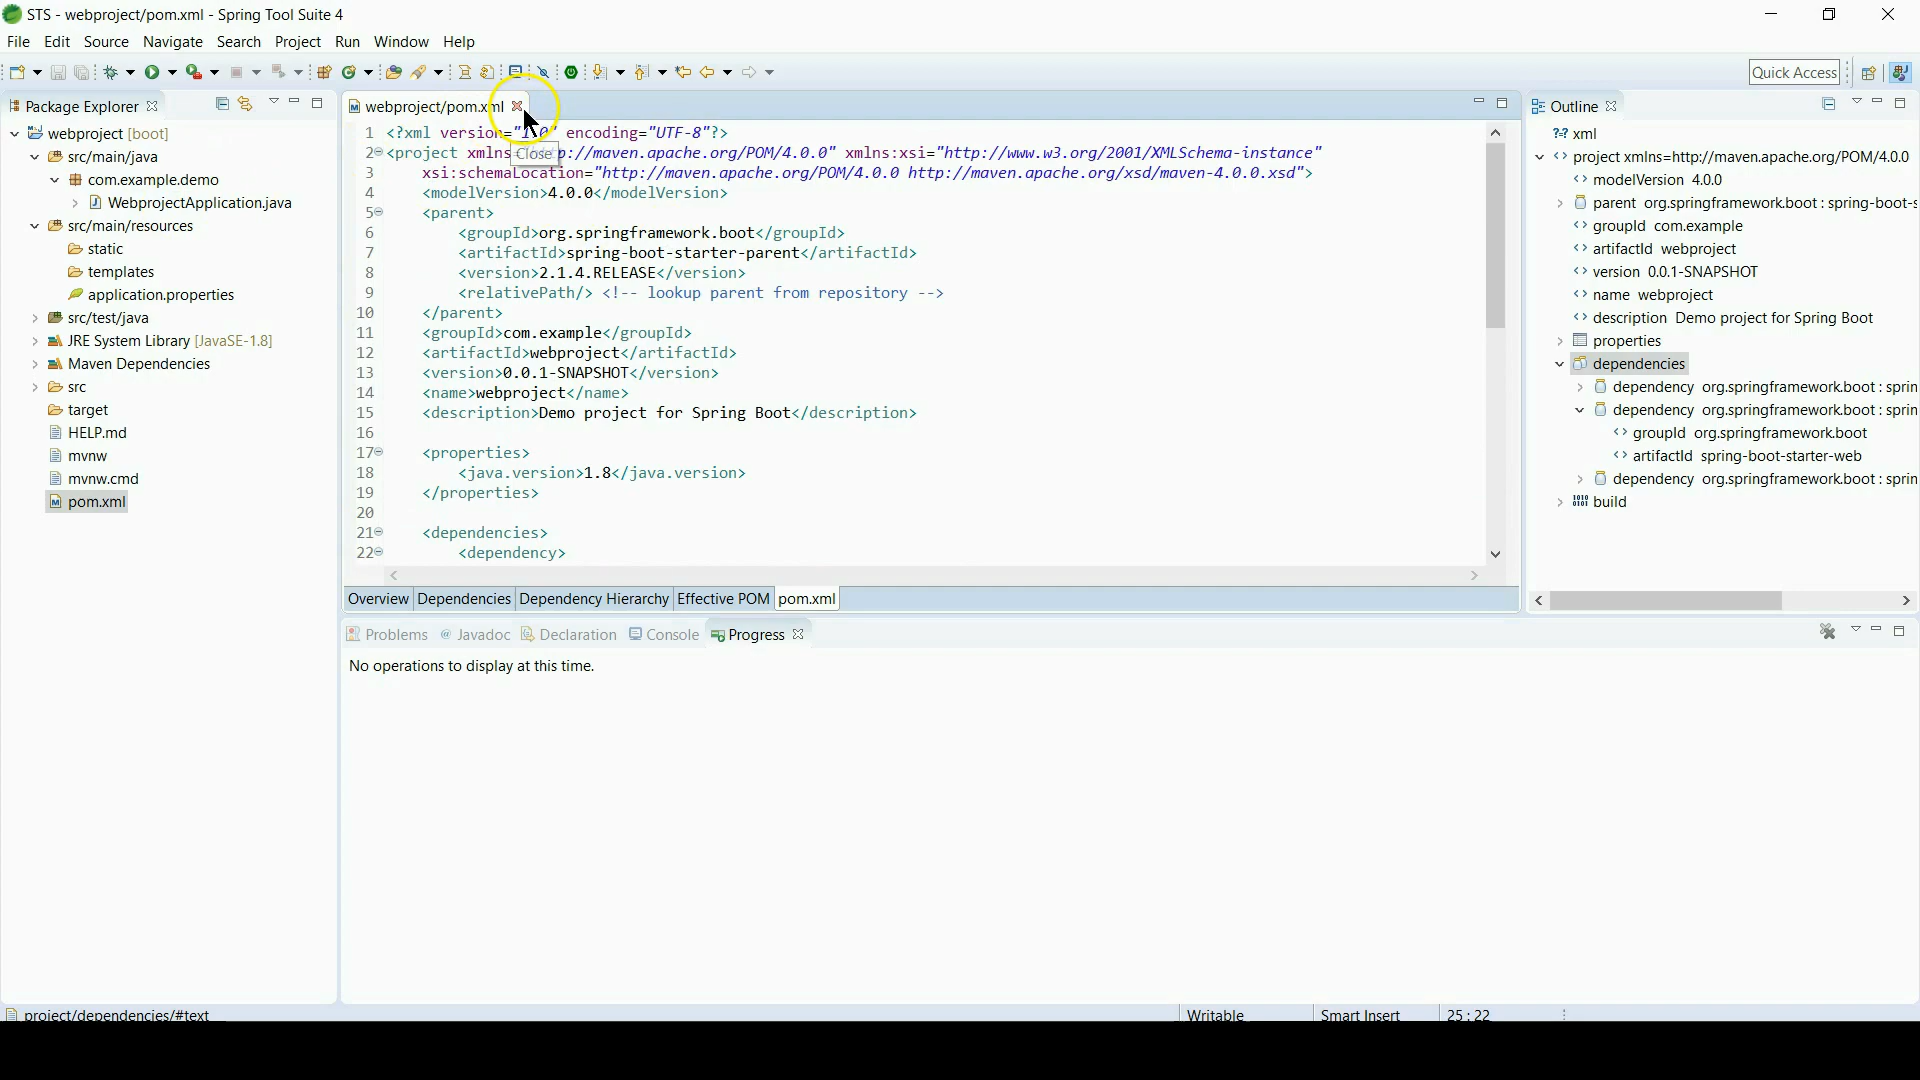 STS - webproject/pom.xml - Spring Tool Suite 4
File Edit Source Navigate Search Project Run Window Help
Quick Access
Package Explorer
webproject [boot]
src/main/java
com.example.demo
WebprojectApplication.java
src/main/resources
static
templates
application.properties
src/test/java
JRE System Library [JavaSE-1.8]
Maven Dependencies
src
target
HELP.md
mvnw
mvnw.cmd
pom.xml
webproject/pom.xml
Close
1 <?xml version="1.0" encoding="UTF-8"?>
2 <project xmlns p://maven.apache.org/POM/4.0.0" xmlns:xsi="http://www.w3.org/2001/XMLSchema-instance"
3 xsi:schemaLocation="http://maven.apache.org/POM/4.0.0 http://maven.apache.org/xsd/maven-4.0.0.xsd">
4 <modelVersion>4.0.0</modelVersion>
5 <parent>
6 <groupId>org.springframework.boot</groupId>
7 <artifactId>spring-boot-starter-parent</artifactId>
8 <version>2.1.4.RELEASE</version>
9 <relativePath/> <!-- lookup parent from repository -->
10 </parent>
11 <groupId>com.example</groupId>
12 <artifactId>webproject</artifactId>
13 <version>0.0.1-SNAPSHOT</version>
14 <name>webproject</name>
15 <description>Demo project for Spring Boot</description>
16
17 <properties>
18 <java.version>1.8</java.version>
19 </properties>
20
21 <dependencies>
22 <dependency>
Overview Dependencies Dependency Hierarchy Effective POM pom.xml
Outline
?-? xml
project xmlns=http://maven.apache.org/POM/4.0.0
modelVersion 4.0.0
parent org.springframework.boot : spring-boot-s
groupId com.example
artifactId webproject
version 0.0.1-SNAPSHOT
name webproject
description Demo project for Spring Boot
properties
dependencies
dependency org.springframework.boot : sprin
dependency org.springframework.boot : sprin
groupId org.springframework.boot
artifactId spring-boot-starter-web
dependency org.springframework.boot : sprin
build
Problems @ Javadoc Declaration Console Progress
No operations to display at this time.
project/dependencies/#text
Writable Smart Insert 25 : 22